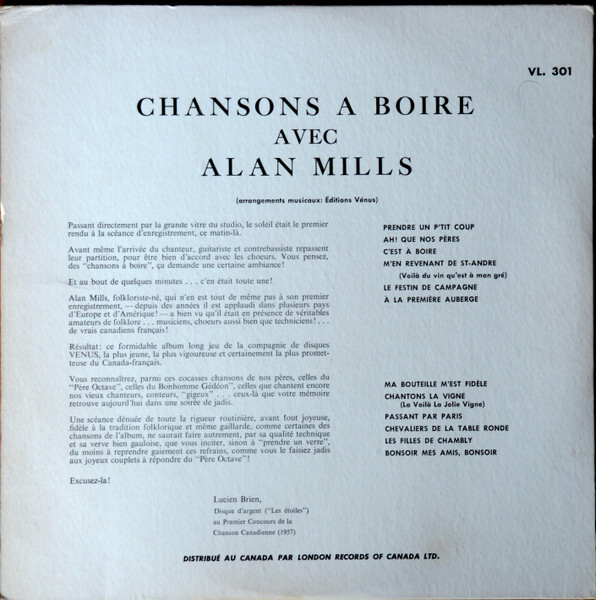 VL. 301
CHANSONS A BOIRE
AVEC
ALAN MILLS
(arrangements musicaux: Éditions Vénus)
Passant directement par la grande vitre du studio, le soleil était le premier
rendu à la scéance d'enregistrement, ce matin-là.
Avant même l'arrivée du chanteur, guitariste et contrebassiste repassent
leur partition, pour être bien d'accord avec les choeurs. Vous pensez,
des "chansons à boire", ça demande une certaine ambiance!
Et au bout de quelques minutes . . . c'en était toute une!
Alan Mills, folkloriste-né, qui n'en est tout de même pas à son premier
enregistrement, — depuis des années il est applaudi dans plusieurs pays
d'Europe et d'Amérique! — a bien vu qu'il était en présence de véritables
amateurs de folklore . . . musiciens, choeurs aussi bien que techniciens! . . .
de vrais canadiens français!
Résultat: ce formidable album long jeu de la compagnie de disques
VENUS, la plus jeune, la plus vigoureuse et certainement la plus promet-
teuse du Canada-français.
Vous reconnaîtrez, parmi ces cocasses chansons de nos pères, celles du
"Père Octave", celles du Bonhomme Gédéon", celles que chantent encore
nos vieux chanteurs, conteurs, "gigeux" . . . ceux-là que votre mémoire
retrouve aujourd'hui dans une soirée de jadis.
Une scéance dénuée de toute la rigueur routinière, avant tout joyeuse,
fidèle à la tradition folklorique et même gaillarde, comme certaines des
chansons de l'album, ne saurait faire autrement, par sa qualité technique
et sa verve bien gauloise, que vous inciter, sinon à "prendre un verre",
du moins à reprendre gaiement ces refrains, comme vous le faisiez jadis
aux joyeux couplets à répondre du "Père Octave"!
Excusez-la!
Lucien Brien,
Disque d'argent ("Les étoiles")
au Premier Concours de la
Chanson Canadienne (1957)
PRENDRE UN P'TIT COUP
AH! QUE NOS PÈRES
C'EST À BOIRE
M'EN REVENANT DE ST-ANDRE
(Voilà du vin qu'est à mon gré)
LE FESTIN DE CAMPAGNE
À LA PREMIÈRE AUBERGE
MA BOUTEILLE M'EST FIDÈLE
CHANTONS LA VIGNE
(La Voilà La Jolie Vigne)
PASSANT PAR PARIS
CHEVALIERS DE LA TABLE RONDE
LES FILLES DE CHAMBLY
BONSOIR MES AMIS, BONSOIR
DISTRIBUÉ AU CANADA PAR LONDON RECORDS OF CANADA LTD.